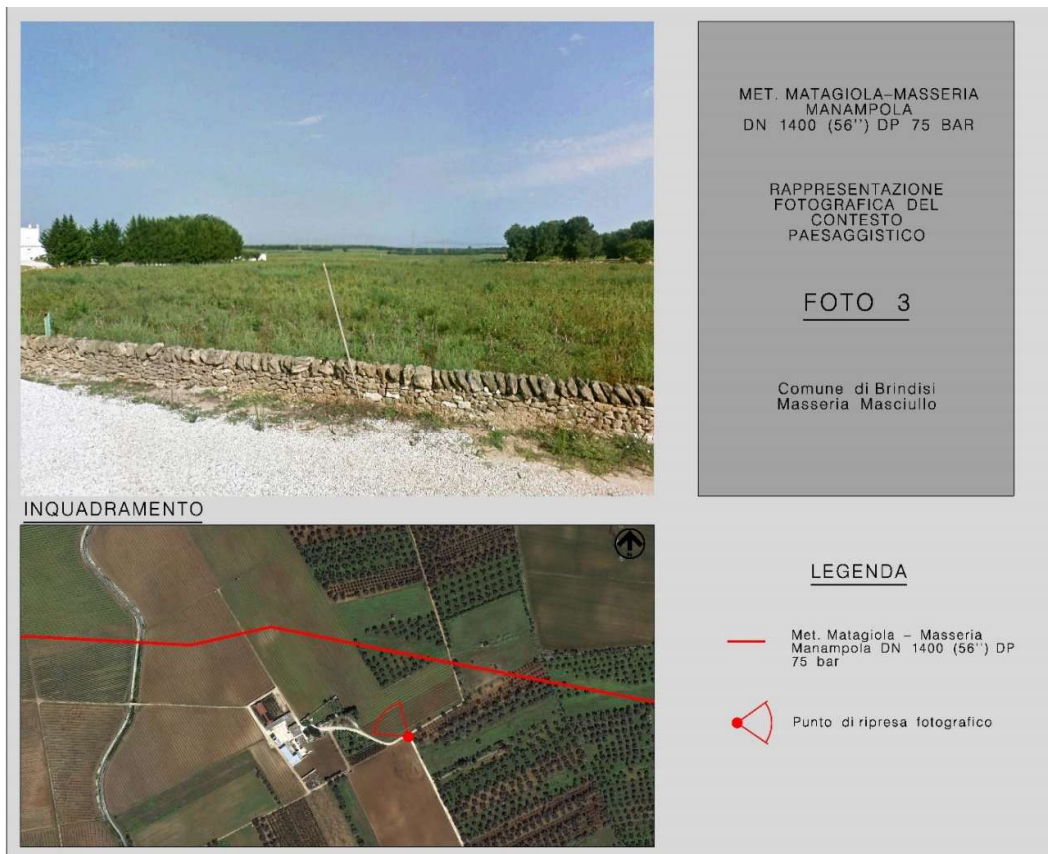 MET. MATAGIOLA-MASSERIA
MANAMPOLA
DN 1400 (56'') DP 75 BAR
RAPPRESENTAZIONE
FOTOGRAFICA DEL
CONTESTO
PAESAGGISTICO
FOTO 3
Comune di Brindisi
Masseria Masciullo
INQUADRAMENTO
LEGENDA
Met. Matagiola - Masseria
Manampola DN 1400 (56'') DP
75 bar
Punto di ripresa fotografico